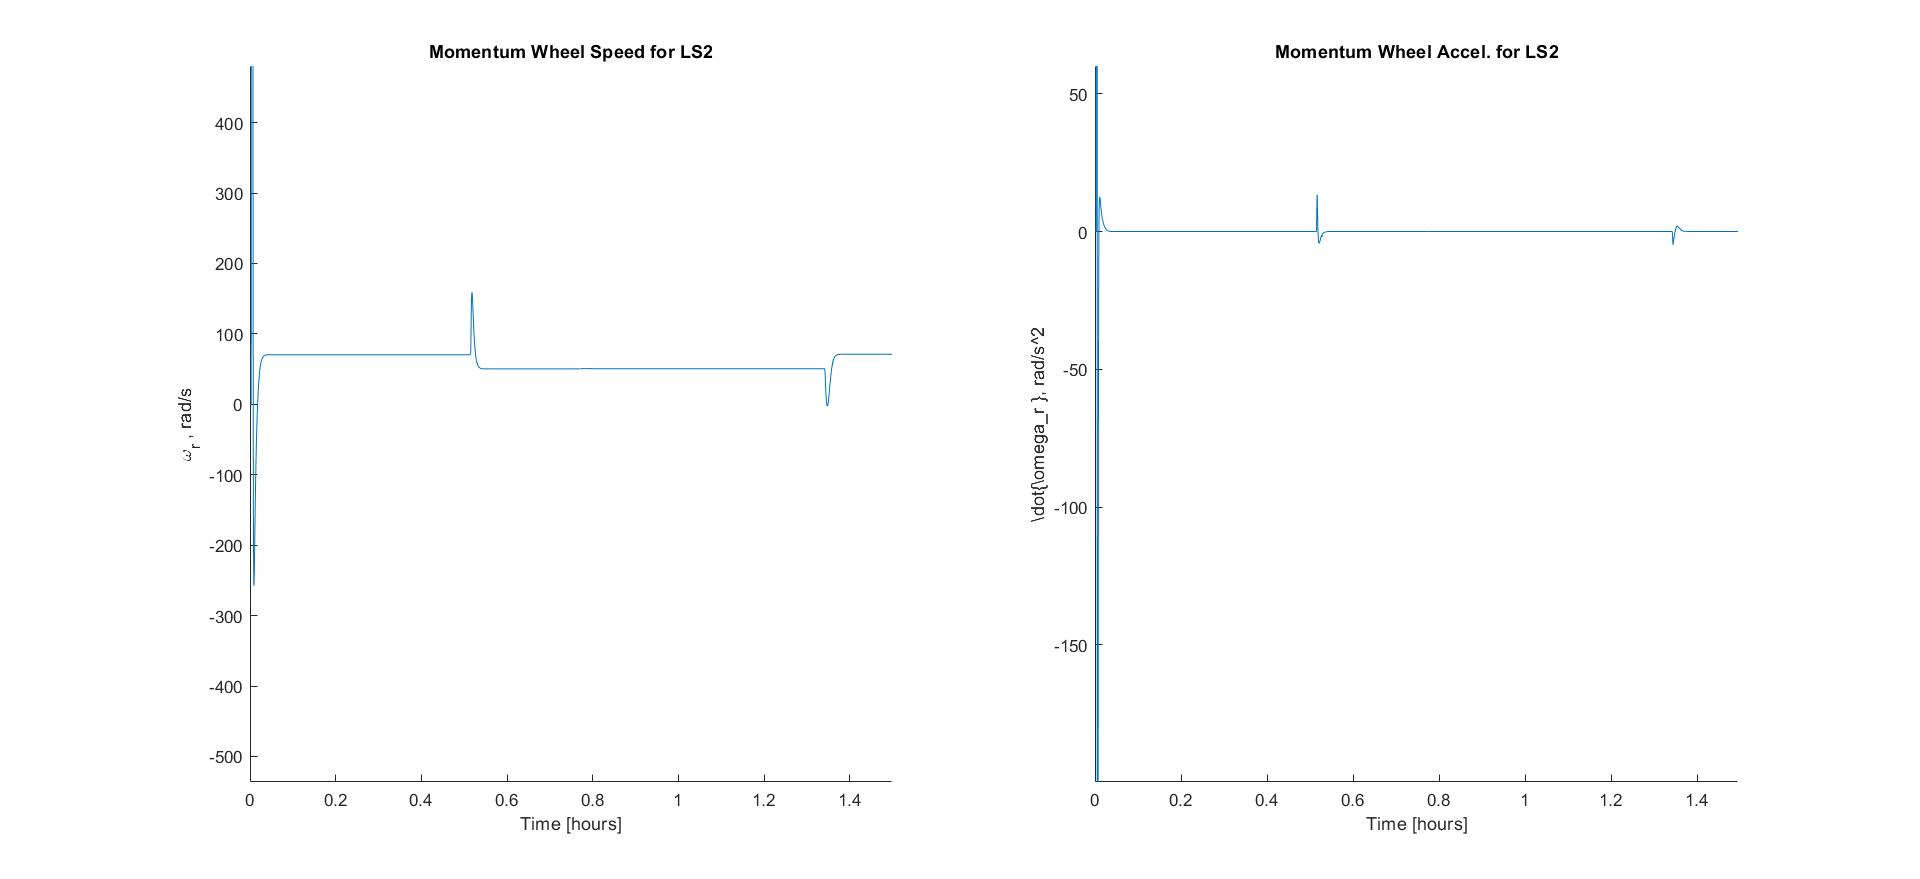 Momentum Wheel Speed for LS2
400
300
200
100
0
-100
-200
-300
-400
-500
ω_r , rad/s
0 0.2 0.4 0.6 0.8 1 1.2 1.4
Time [hours]
Momentum Wheel Accel. for LS2
50
0
-50
-100
-150
\dot{\omega_r }, rad/s^2
0 0.2 0.4 0.6 0.8 1 1.2 1.4
Time [hours]